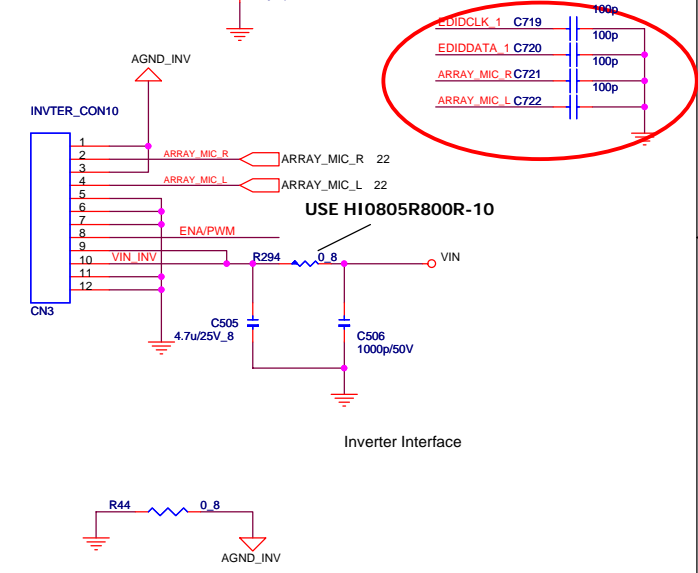 100p
EDIDCLK_1 C719
100p
EDIDDATA_1 C720
100p
ARRAY_MIC_R C721
100p
ARRAY_MIC_L C722
AGND_INV
INVTER_CON10
1
2 ARRAY_MIC_R ARRAY_MIC_R 22
3
4 ARRAY_MIC_L ARRAY_MIC_L 22
5
USE HI0805R800R-10
6
7
8 ENA/PWM
9
10 VIN_INV R294 0_8 VIN
11
12
CN3
C505
4.7u/25V_8
C506
1000p/50V
Inverter Interface
R44 0_8
AGND_INV